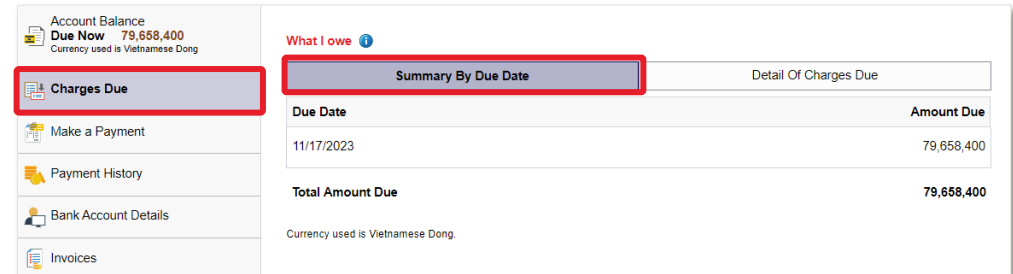 Account Balance
Due Now 79,658,400
Currency used is Vietnamese Dong
Charges Due
Make a Payment
Payment History
Bank Account Details
Invoices
What I owe
Summary By Due Date Detail Of Charges Due
Due Date Amount Due
11/17/2023 79,658,400
Total Amount Due 79,658,400
Currency used is Vietnamese Dong.